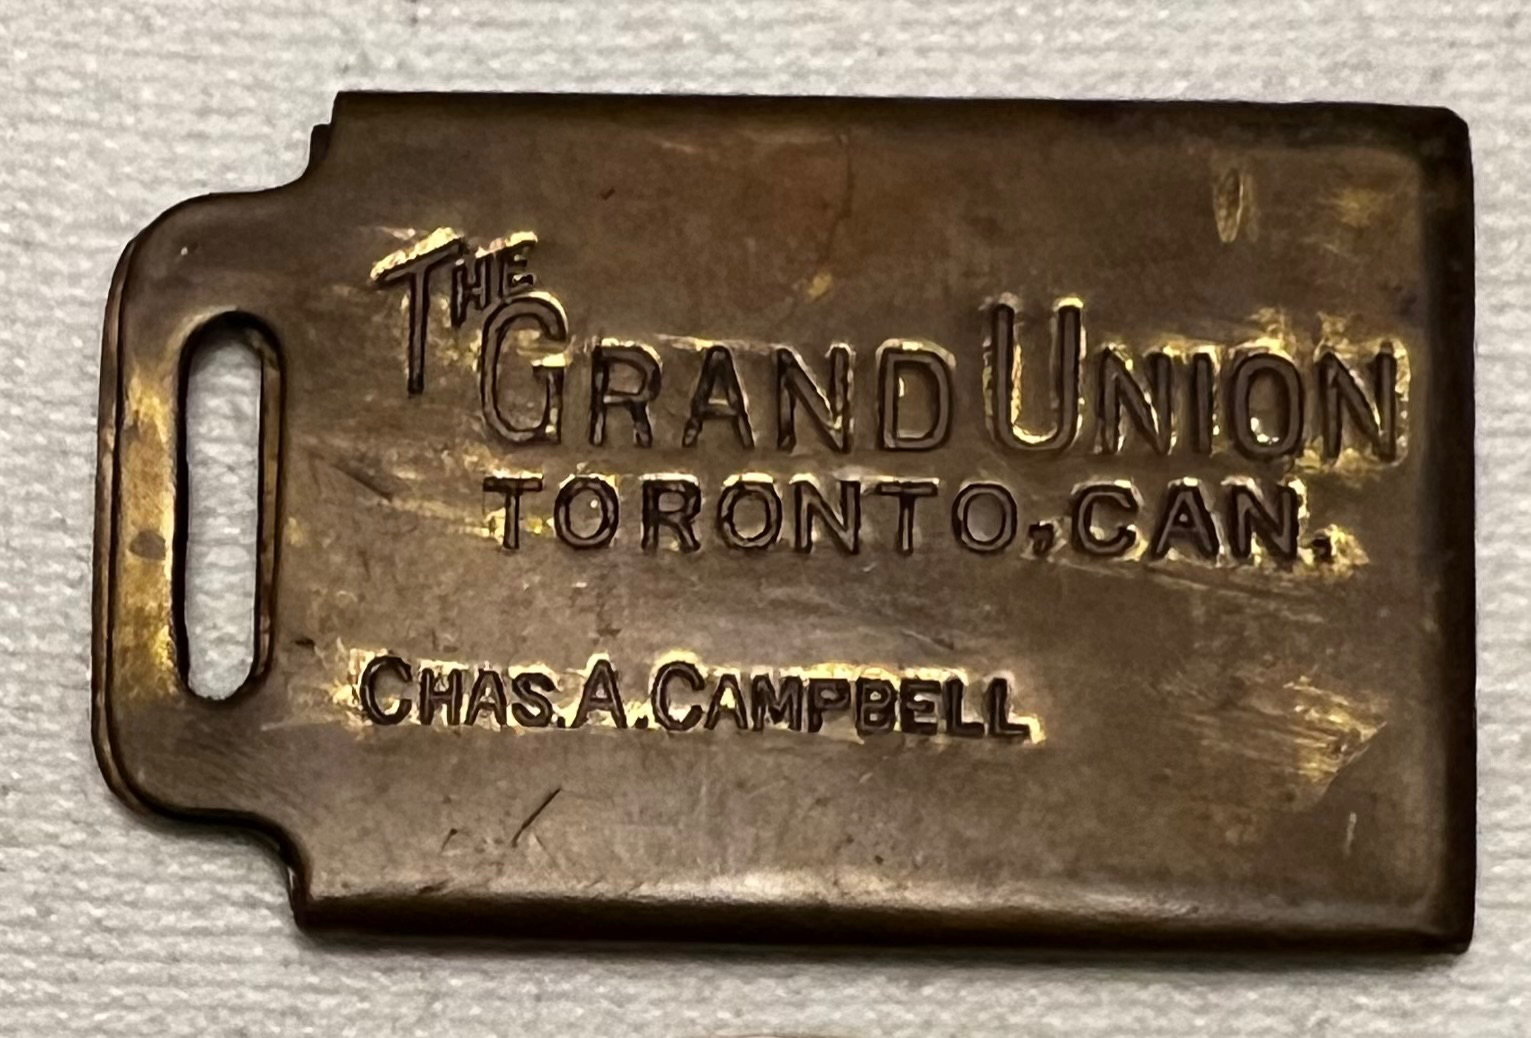 THE
GRAND UNION
TORONTO, CAN.
CHAS. A. CAMPBELL